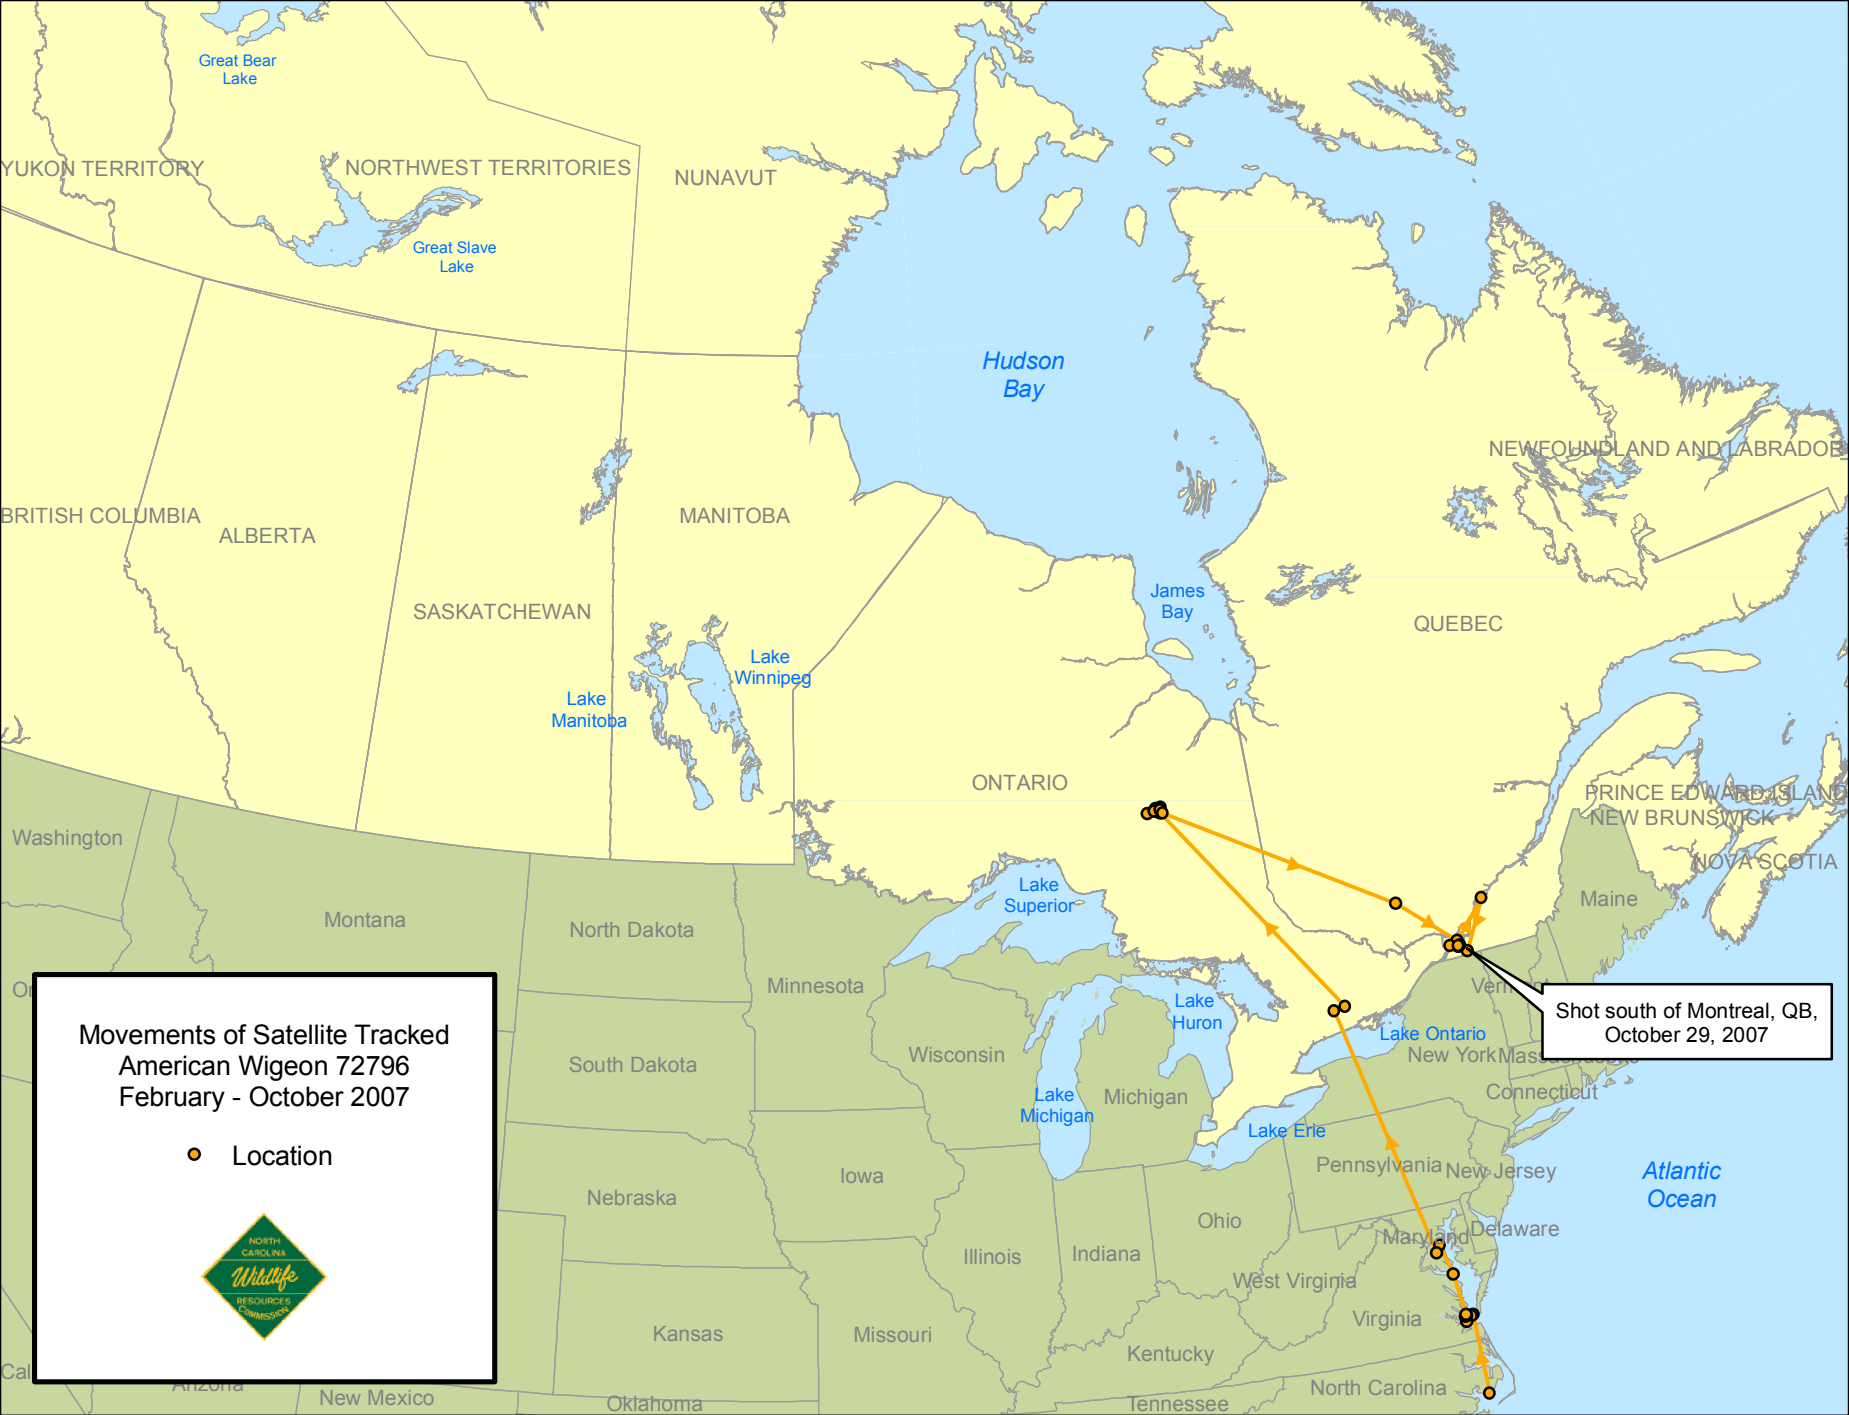 Great Bear
Lake
YUKON TERRITORY
NORTHWEST TERRITORIES
NUNAVUT
Great Slave
Lake
Hudson
Bay
NEWFOUNDLAND AND LABRADOR
BRITISH COLUMBIA
ALBERTA
MANITOBA
SASKATCHEWAN
James
Bay
QUEBEC
Lake
Winnipeg
Lake
Manitoba
ONTARIO
PRINCE EDWARD ISLAND
NEW BRUNSWICK
NOVA SCOTIA
Washington
Montana
North Dakota
Lake
Superior
Maine
Minnesota
Lake
Huron
Shot south of Montreal, QB,
October 29, 2007
Lake Ontario
New York
Wisconsin
South Dakota
Connecticut
Lake
Michigan
Michigan
Lake Erie
Pennsylvania
New Jersey
Atlantic
Ocean
Iowa
Nebraska
Ohio
Maryland
Delaware
Illinois
Indiana
West Virginia
Virginia
Kansas
Missouri
Kentucky
North Carolina
Tennessee
Oklahoma
New Mexico
Arizona
Cal
Or
Movements of Satellite Tracked
American Wigeon 72796
February - October 2007
Location
NORTH
CAROLINA
Wildlife
RESOURCES
COMMISSION